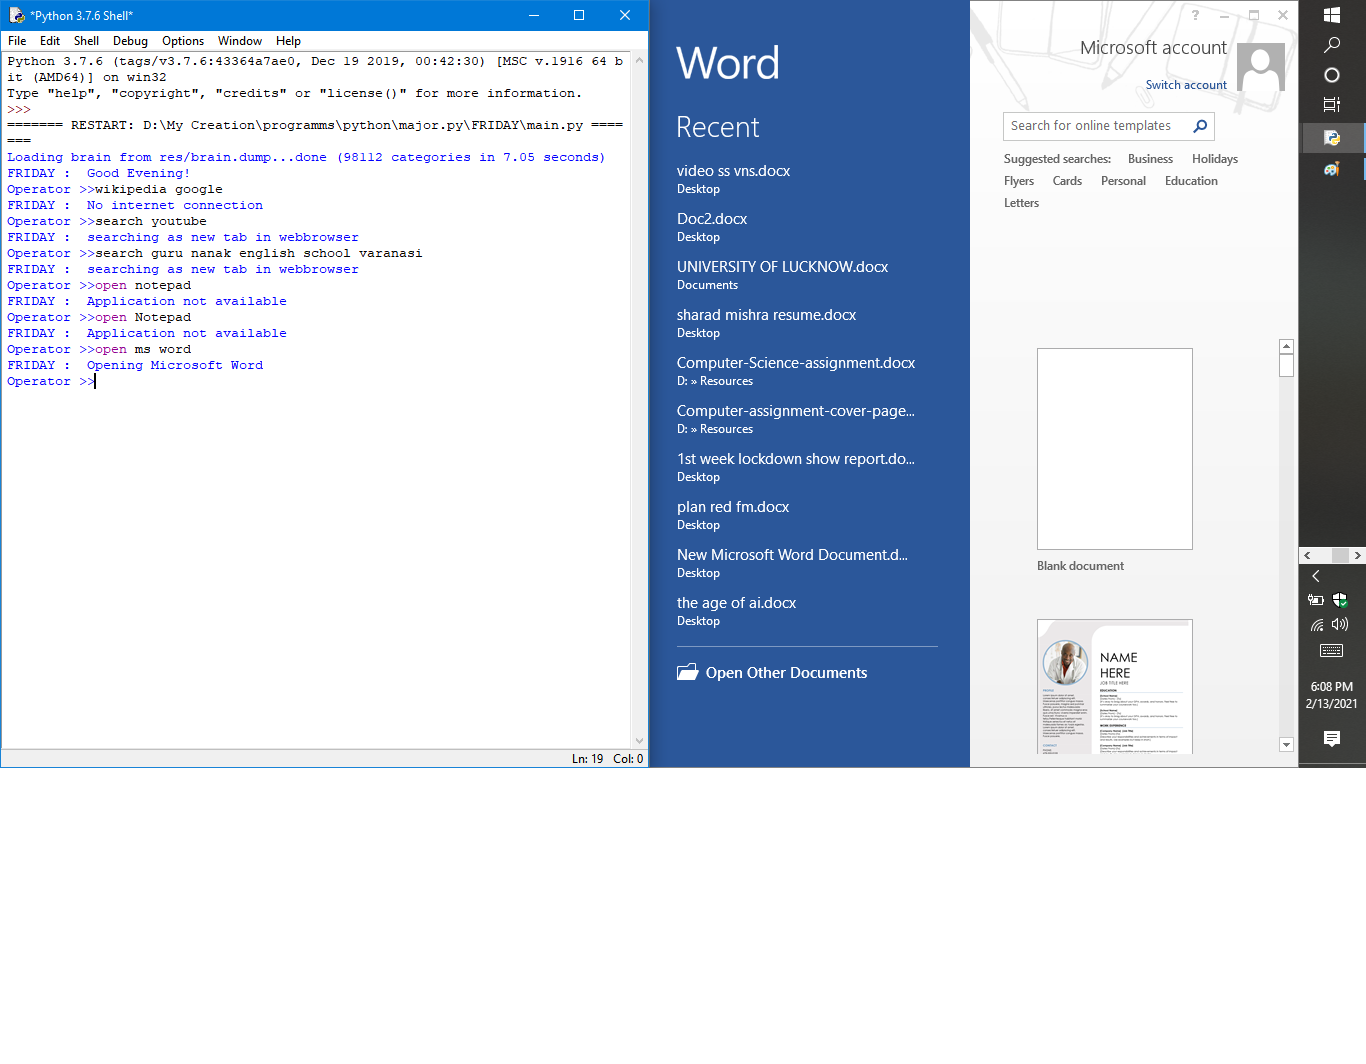 *Python 3.7.6 Shell*
File Edit Shell Debug Options Window Help
Python 3.7.6 (tags/v3.7.6:43364a7ae0, Dec 19 2019, 00:42:30) [MSC v.1916 64 b
it (AMD64)] on win32
Type "help", "copyright", "credits" or "license()" for more information.
>>>
======= RESTART: D:\My Creation\programms\python\major.py\FRIDAY\main.py ====
===
Loading brain from res/brain.dump...done (98112 categories in 7.05 seconds)
FRIDAY :  Good Evening!
Operator >>wikipedia google
FRIDAY :  No internet connection
Operator >>search youtube
FRIDAY :  searching as new tab in webbrowser
Operator >>search guru nanak english school varanasi
FRIDAY :  searching as new tab in webbrowser
Operator >>open notepad
FRIDAY :  Application not available
Operator >>open Notepad
FRIDAY :  Application not available
Operator >>open ms word
FRIDAY :  Opening Microsoft Word
Operator >>
Ln: 19 Col: 0
Word
Recent
video ss vns.docx
Desktop
Doc2.docx
Desktop
UNIVERSITY OF LUCKNOW.docx
Documents
sharad mishra resume.docx
Desktop
Computer-Science-assignment.docx
D: » Resources
Computer-assignment-cover-page...
D: » Resources
1st week lockdown show report.do...
Desktop
plan red fm.docx
Desktop
New Microsoft Word Document.d...
Desktop
the age of ai.docx
Desktop
Open Other Documents
?
Microsoft account
Switch account
Search for online templates
Suggested searches: Business Holidays
Flyers Cards Personal Education
Letters
Blank document
NAME
HERE
JOB TITLE HERE
EDUCATION
WORK EXPERIENCE
6:08 PM
2/13/2021